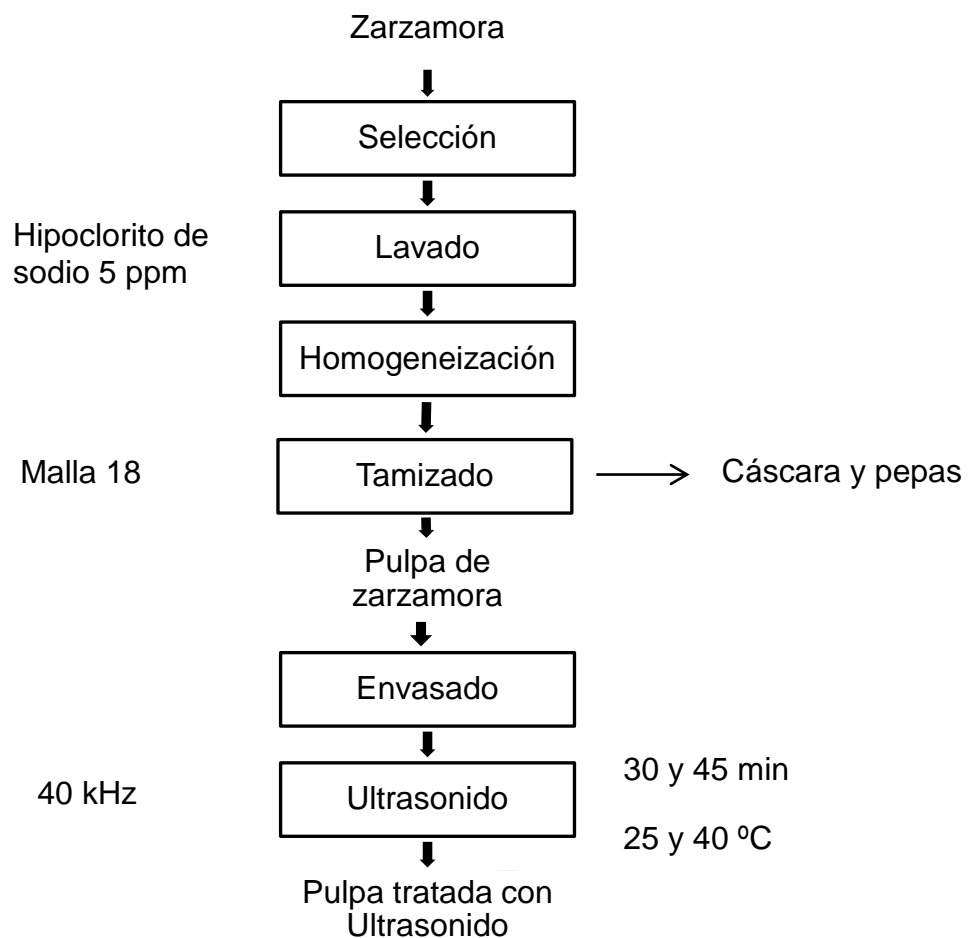 Zarzamora
Selección
Hipoclorito de
sodio 5 ppm
Lavado
Homogeneización
Malla 18
Tamizado
Cáscara y pepas
Pulpa de
zarzamora
Envasado
40 kHz
Ultrasonido
30 y 45 min
25 y 40 ºC
Pulpa tratada con
Ultrasonido